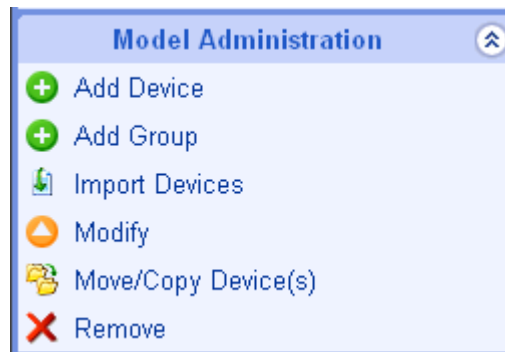 Model Administration
Add Device
Add Group
Import Devices
Modify
Move/Copy Device(s)
Remove